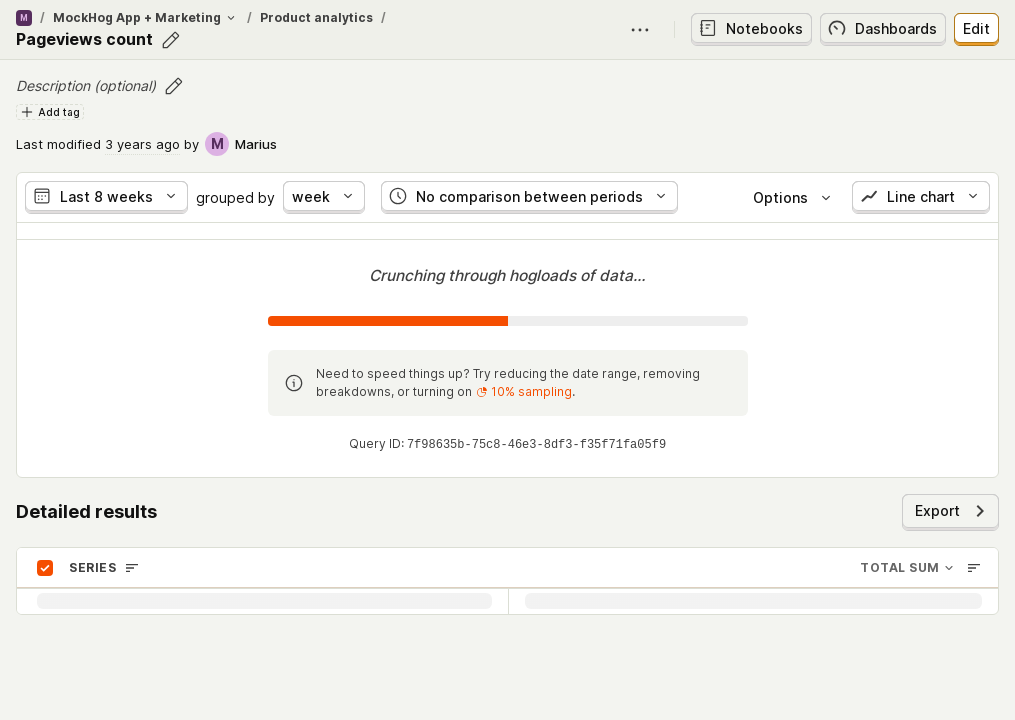 M / MockHog App + Marketing / Product analytics /
Pageviews count
Notebooks
Dashboards
Edit
Description (optional)
Add tag
Last modified 3 years ago by M Marius
Last 8 weeks grouped by week No comparison between periods Options Line chart
Crunching through hogloads of data...
Need to speed things up? Try reducing the date range, removing
breakdowns, or turning on 10% sampling.
Query ID: 7f98635b-75c8-46e3-8df3-f35f71fa05f9
Detailed results
Export
SERIES
TOTAL SUM